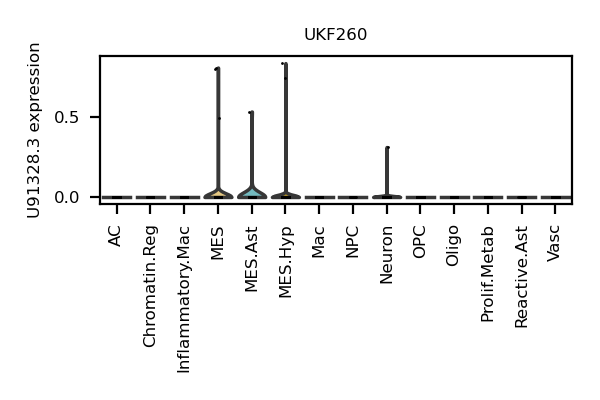 UKF260
U91328.3 expression
0.5
0.0
AC
Chromatin.Reg
Inflammatory.Mac
MES
MES.Ast
MES.Hyp
Mac
NPC
Neuron
OPC
Oligo
Prolif.Metab
Reactive.Ast
Vasc